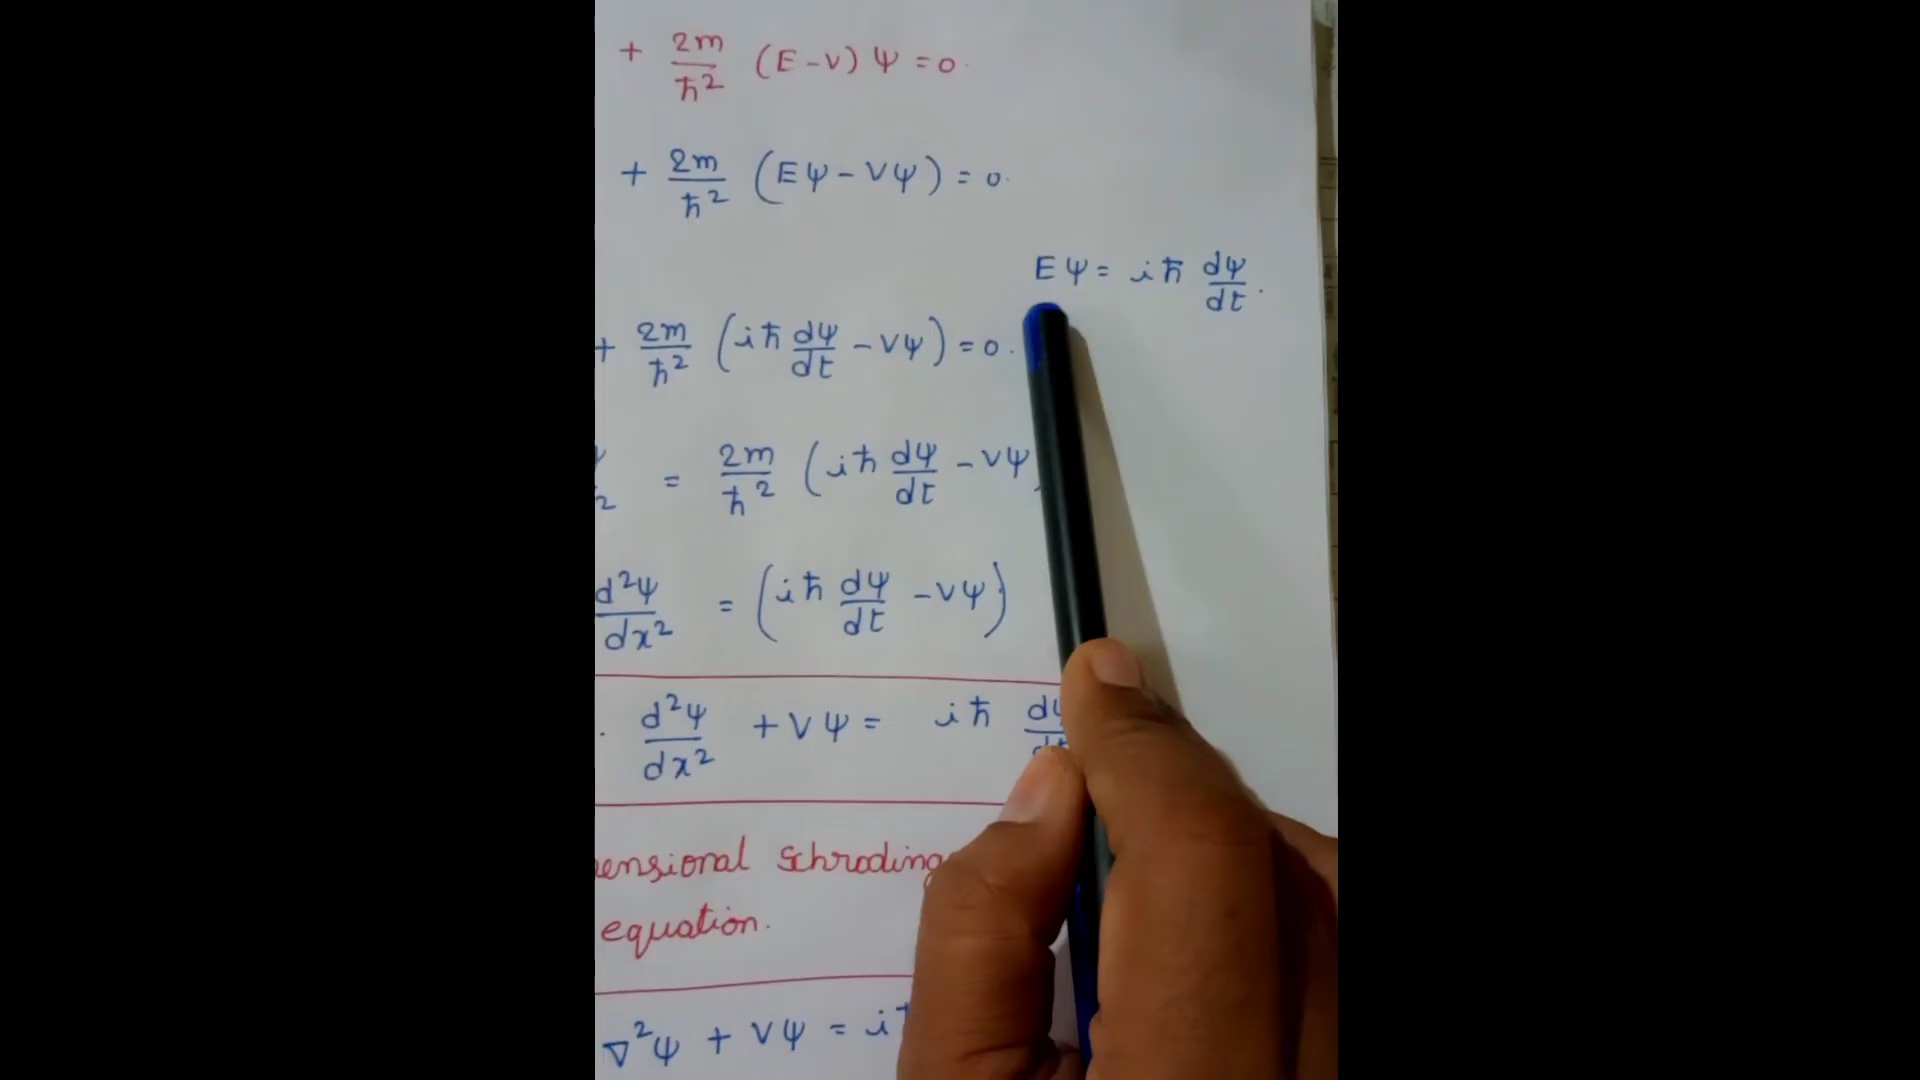 + 2m/ħ² (E-V) ψ = 0.
+ 2m/ħ² (Eψ - Vψ) = 0.
Eψ = iħ dψ/dt.
+ 2m/ħ² (iħ dψ/dt - Vψ) = 0.
= 2m/ħ² (iħ dψ/dt - Vψ
d²ψ/dx² = (iħ dψ/dt - Vψ)
. d²ψ/dx² + Vψ = iħ
ensional Schroding
equation.
∇²ψ + Vψ = i